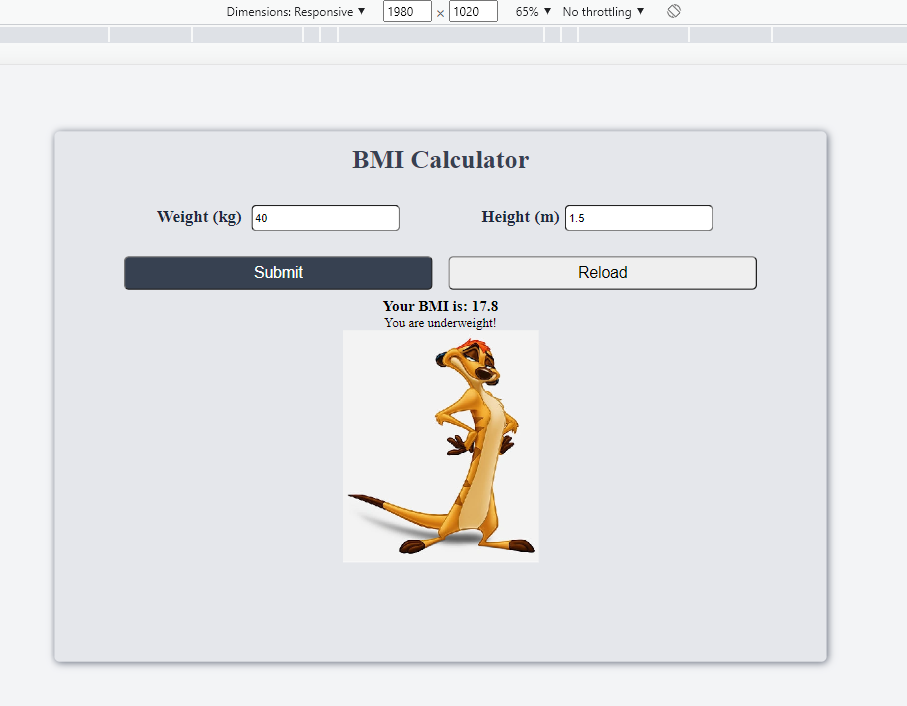 Dimensions: Responsive ▼ 1980 × 1020 65% ▼ No throttling ▼
BMI Calculator
Weight (kg) 40 Height (m) 1.5
Submit Reload
Your BMI is: 17.8
You are underweight!